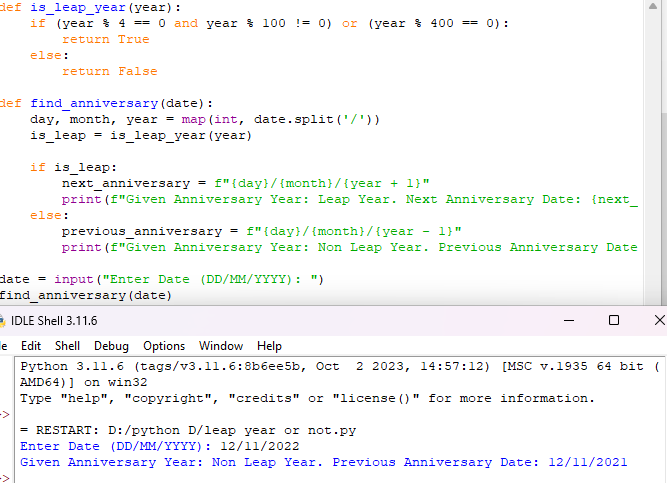 def is_leap_year(year):
    if (year % 4 == 0 and year % 100 != 0) or (year % 400 == 0):
        return True
    else:
        return False
def find_anniversary(date):
    day, month, year = map(int, date.split('/'))
    is_leap = is_leap_year(year)
    if is_leap:
        next_anniversary = f"{day}/{month}/{year + 1}"
        print(f"Given Anniversary Year: Leap Year. Next Anniversary Date: {next_
    else:
        previous_anniversary = f"{day}/{month}/{year - 1}"
        print(f"Given Anniversary Year: Non Leap Year. Previous Anniversary Date
date = input("Enter Date (DD/MM/YYYY): ")
find_anniversary(date)
IDLE Shell 3.11.6
le Edit Shell Debug Options Window Help
Python 3.11.6 (tags/v3.11.6:8b6ee5b, Oct  2 2023, 14:57:12) [MSC v.1935 64 bit (
AMD64)] on win32
Type "help", "copyright", "credits" or "license()" for more information.
>
= RESTART: D:/python D/leap year or not.py
Enter Date (DD/MM/YYYY): 12/11/2022
Given Anniversary Year: Non Leap Year. Previous Anniversary Date: 12/11/2021
>